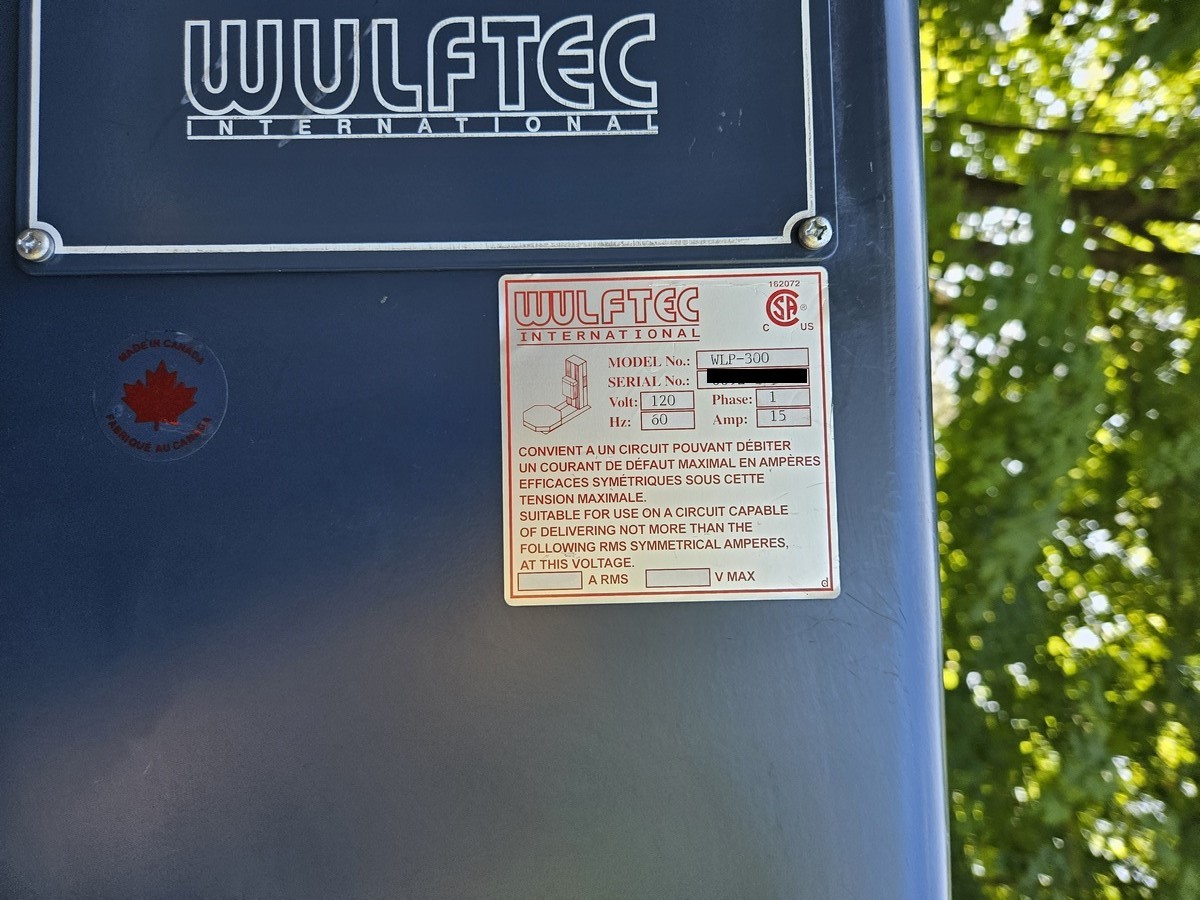 WULFTEC
INTERNATIONAL
MADE IN CANADA
FABRIQUÉ AU CANADA
WULFTEC
INTERNATIONAL
162072
CSA ®
C US
MODEL No.: WLP-300
SERIAL No.:
Volt: 120 Phase: 1
Hz: 60 Amp: 15
CONVIENT A UN CIRCUIT POUVANT DÉBITER
UN COURANT DE DÉFAUT MAXIMAL EN AMPÈRES
EFFICACES SYMÉTRIQUES SOUS CETTE
TENSION MAXIMALE.
SUITABLE FOR USE ON A CIRCUIT CAPABLE
OF DELIVERING NOT MORE THAN THE
FOLLOWING RMS SYMMETRICAL AMPERES,
AT THIS VOLTAGE.
A RMS V MAX
d